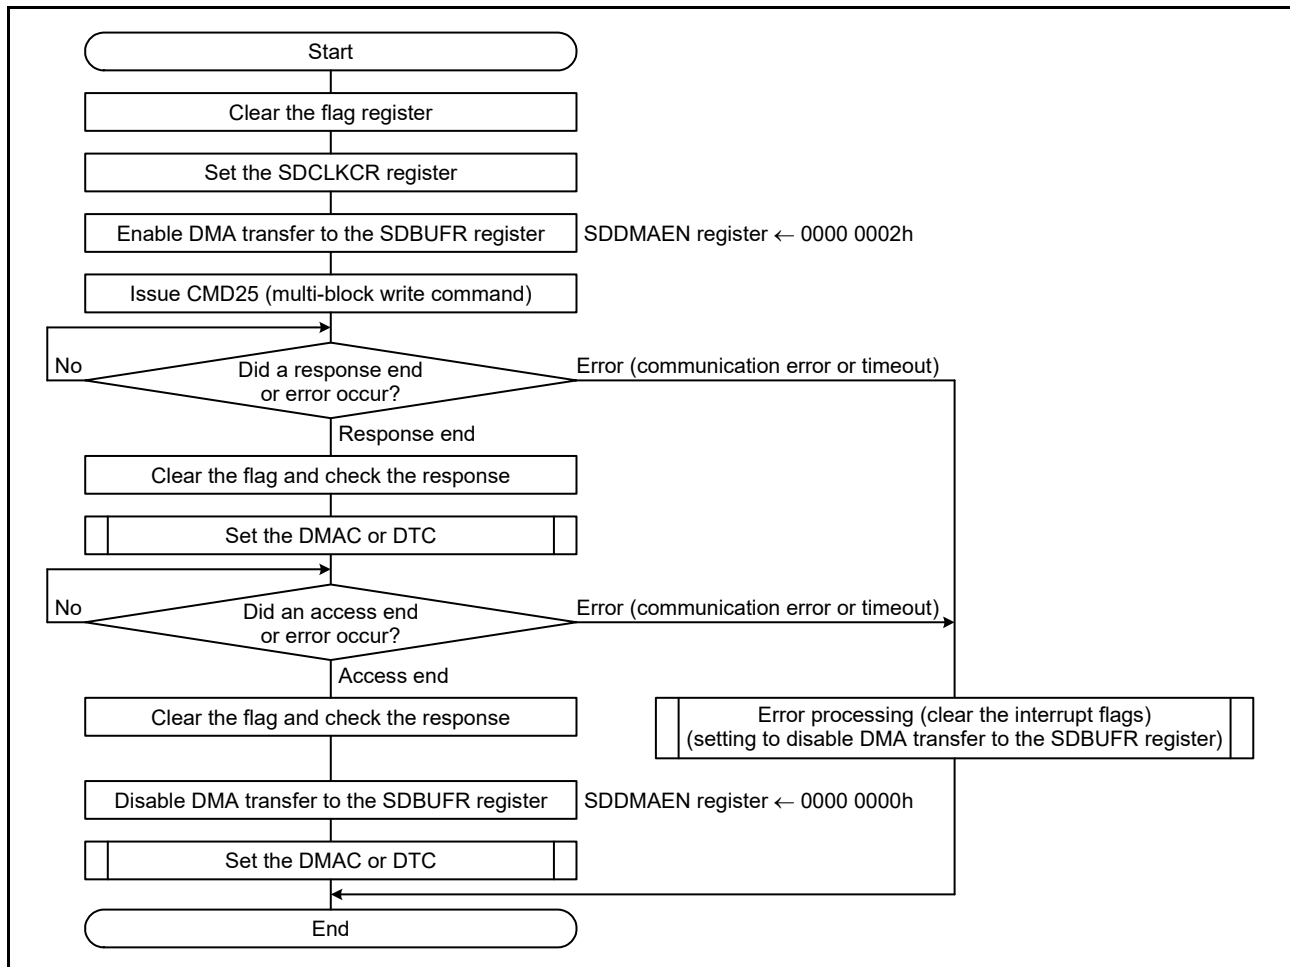 Start
Clear the flag register
Set the SDCLKCR register
Enable DMA transfer to the SDBUFR register
SDDMAEN register ← 0000 0002h
Issue CMD25 (multi-block write command)
No
Did a response end
or error occur?
Error (communication error or timeout)
Response end
Clear the flag and check the response
Set the DMAC or DTC
No
Did an access end
or error occur?
Error (communication error or timeout)
Access end
Clear the flag and check the response
Error processing (clear the interrupt flags)
(setting to disable DMA transfer to the SDBUFR register)
Disable DMA transfer to the SDBUFR register
SDDMAEN register ← 0000 0000h
Set the DMAC or DTC
End